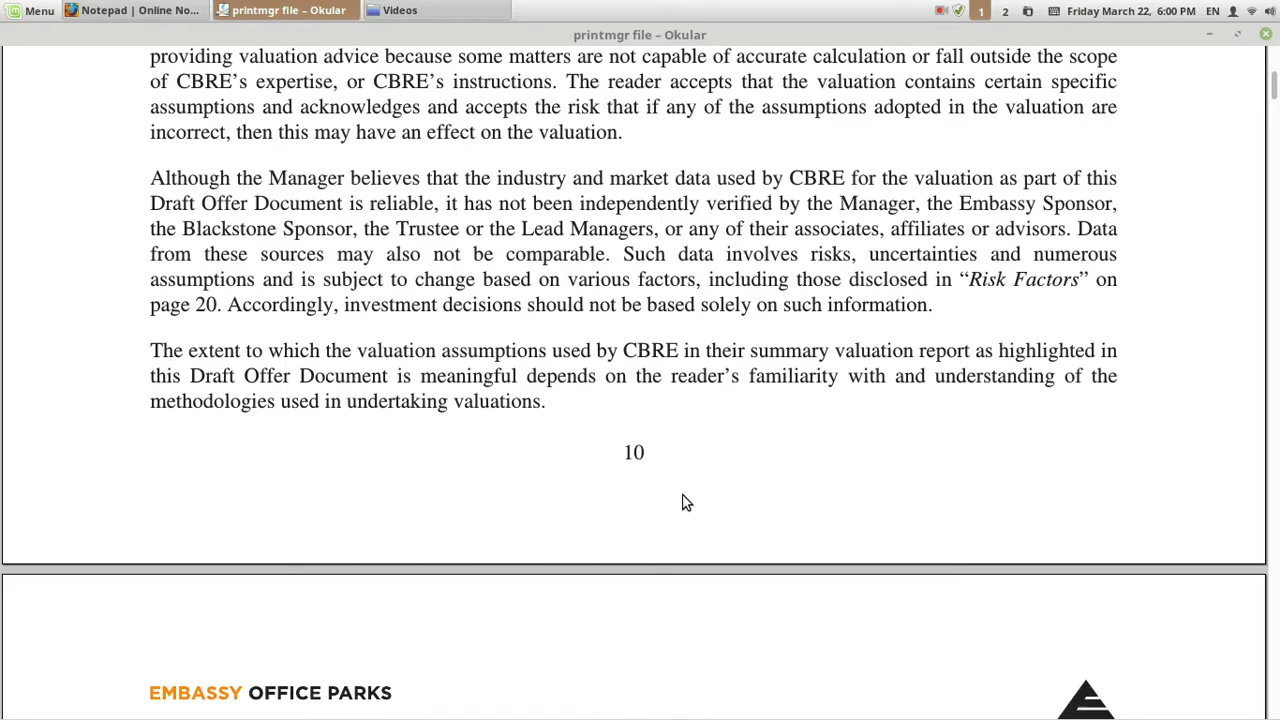 Menu
Notepad | Online No...
printmgr file – Okular
Videos
1
2
Friday March 22, 6:00 PM
EN
printmgr file – Okular
providing valuation advice because some matters are not capable of accurate calculation or fall outside the scope
of CBRE’s expertise, or CBRE’s instructions. The reader accepts that the valuation contains certain specific
assumptions and acknowledges and accepts the risk that if any of the assumptions adopted in the valuation are
incorrect, then this may have an effect on the valuation.
Although the Manager believes that the industry and market data used by CBRE for the valuation as part of this
Draft Offer Document is reliable, it has not been independently verified by the Manager, the Embassy Sponsor,
the Blackstone Sponsor, the Trustee or the Lead Managers, or any of their associates, affiliates or advisors. Data
from these sources may also not be comparable. Such data involves risks, uncertainties and numerous
assumptions and is subject to change based on various factors, including those disclosed in “Risk Factors” on
page 20. Accordingly, investment decisions should not be based solely on such information.
The extent to which the valuation assumptions used by CBRE in their summary valuation report as highlighted in
this Draft Offer Document is meaningful depends on the reader’s familiarity with and understanding of the
methodologies used in undertaking valuations.
10
EMBASSY OFFICE PARKS